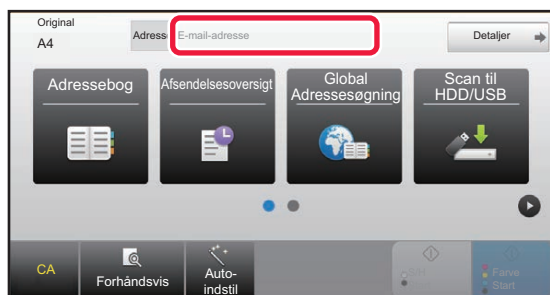 Original
A4
Adresse
E-mail-adresse
Detaljer
Adressebog
Afsendelsesoversigt
Global
Adressesøgning
Scan til
HDD/USB
CA
Forhåndsvis
Auto-
indstil
Farve
Start